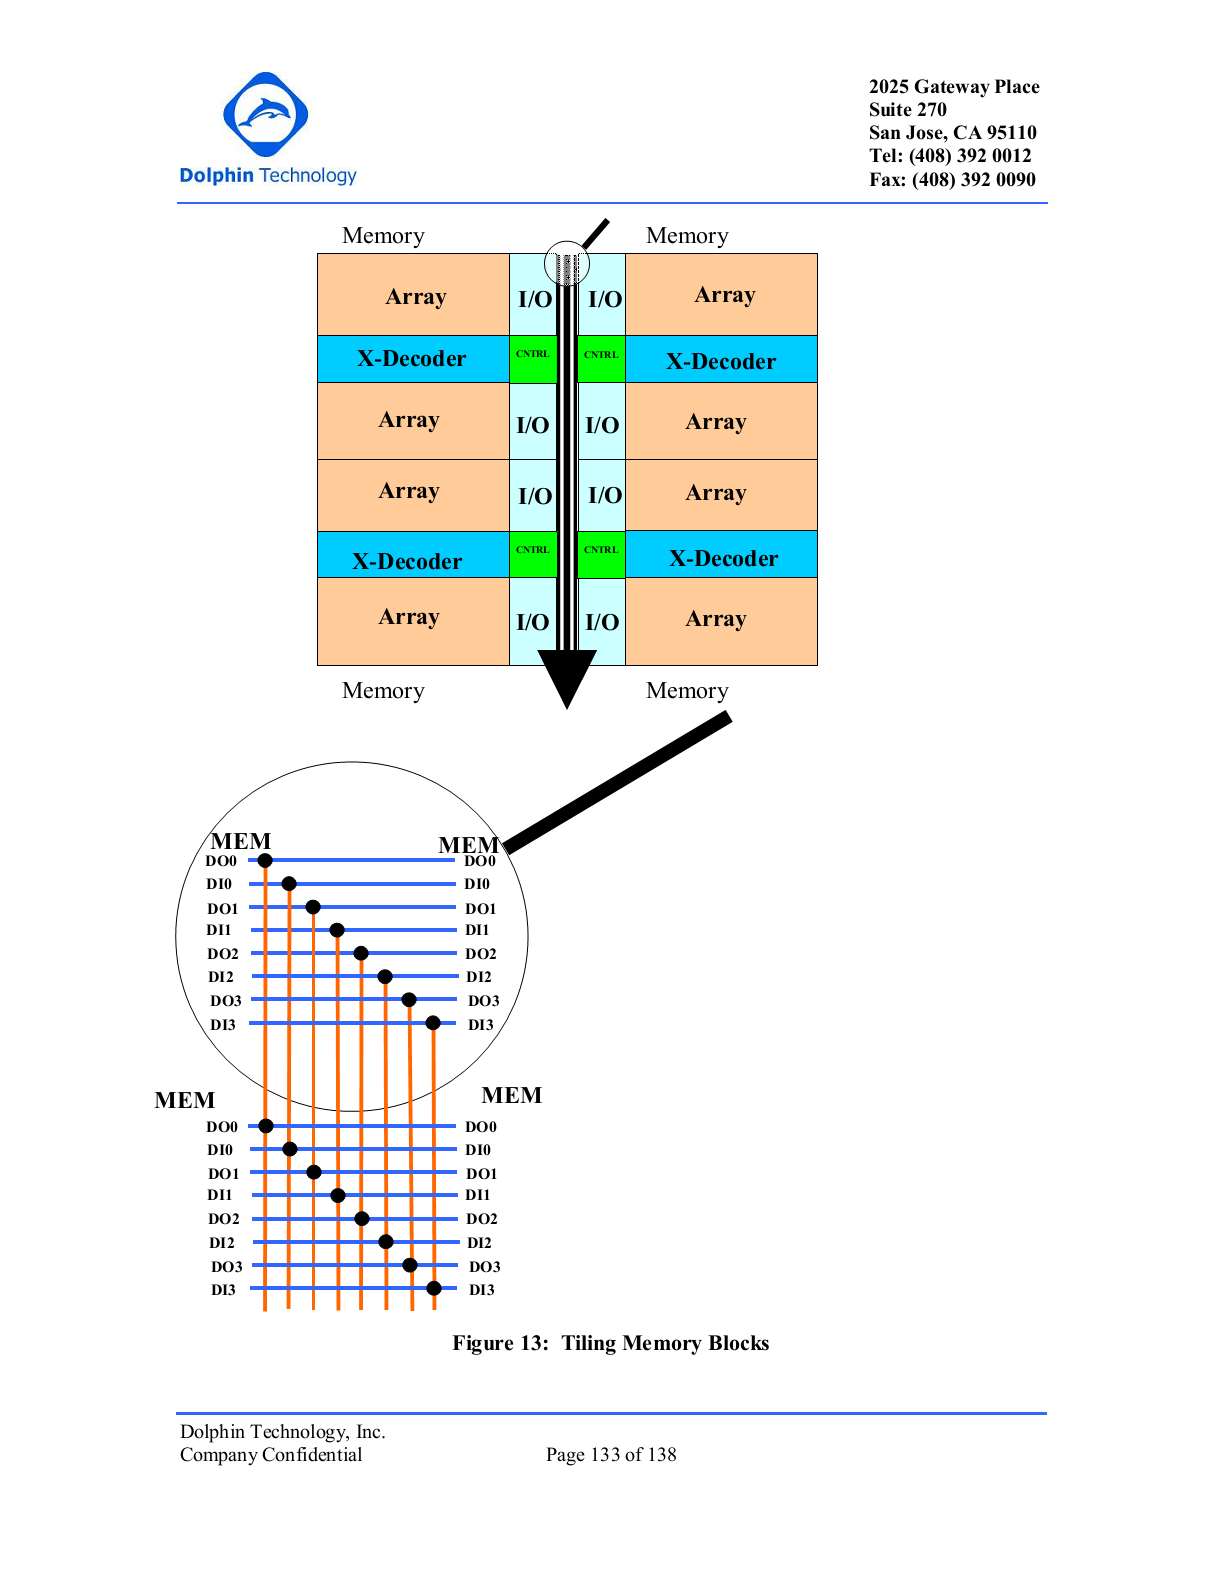 Dolphin Technology
2025 Gateway Place
Suite 270
San Jose, CA 95110
Tel: (408) 392 0012
Fax: (408) 392 0090
Memory Memory
Array I/O I/O Array
X-Decoder CNTRL CNTRL X-Decoder
Array I/O I/O Array
Array I/O I/O Array
X-Decoder CNTRL CNTRL X-Decoder
Array I/O I/O Array
Memory Memory
MEM MEM
DO0 DO0
DI0 DI0
DO1 DO1
DI1 DI1
DO2 DO2
DI2 DI2
DO3 DO3
DI3 DI3
MEM MEM
DO0 DO0
DI0 DI0
DO1 DO1
DI1 DI1
DO2 DO2
DI2 DI2
DO3 DO3
DI3 DI3
Figure 13:  Tiling Memory Blocks
Dolphin Technology, Inc.
Company Confidential Page 133 of 138